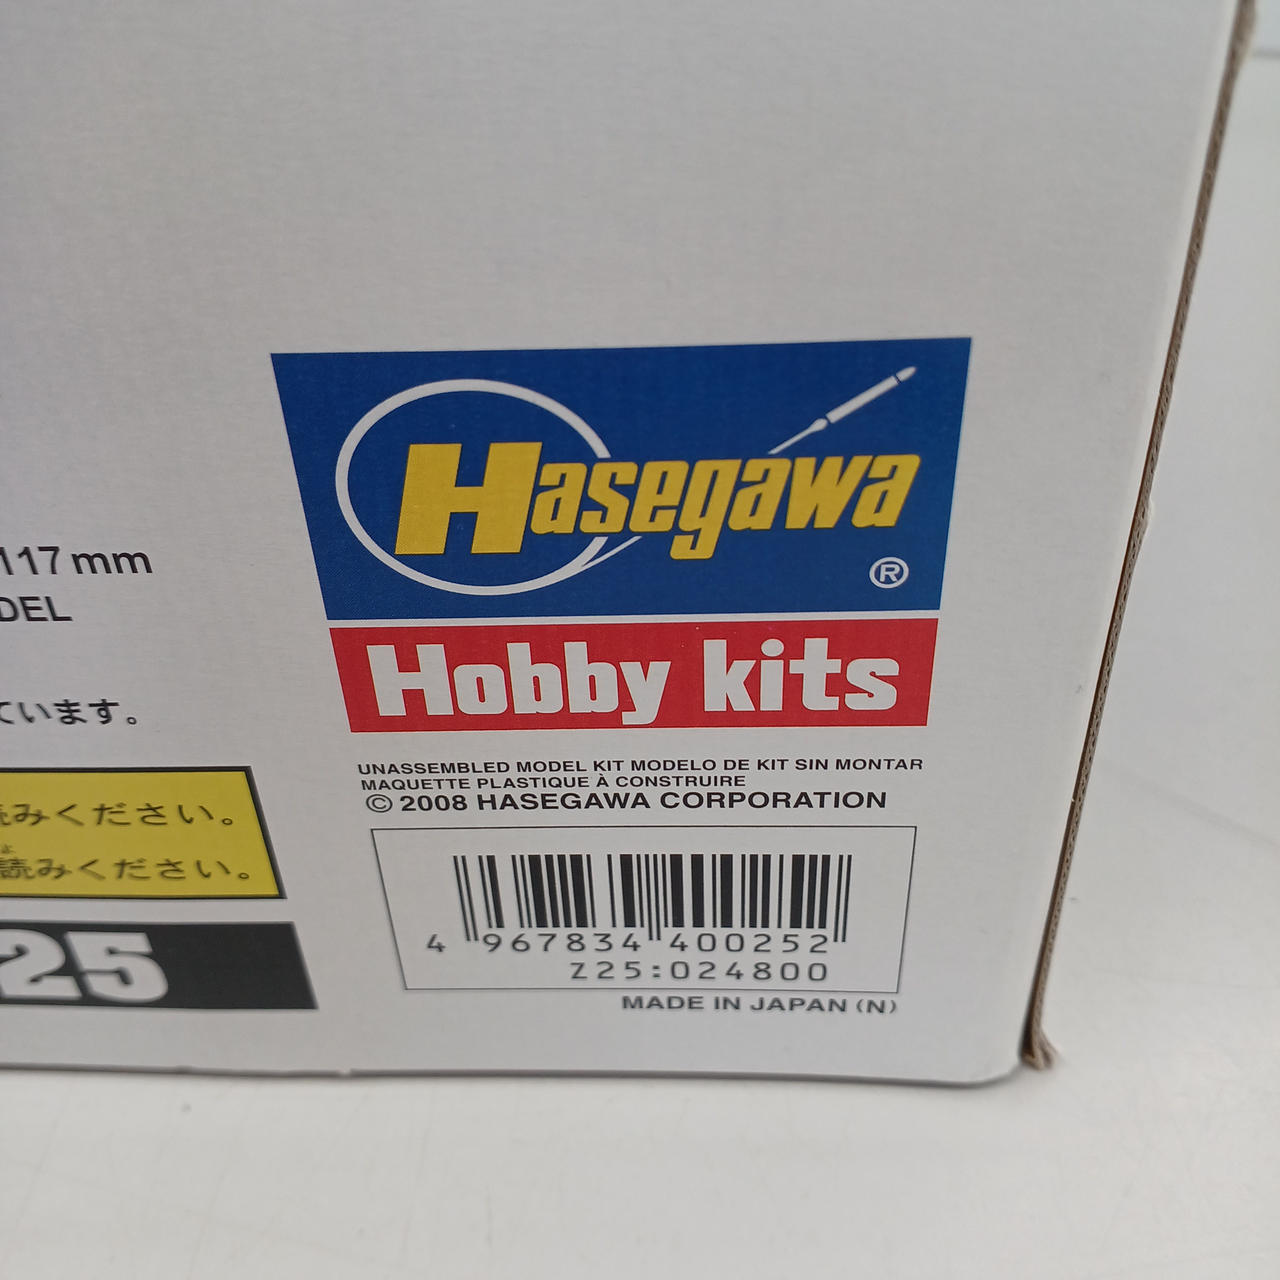 Hasegawa
®
Hobby kits
117mm
DEL
ています。
読みください。
よ
読みください。
25
UNASSEMBLED MODEL KIT MODELO DE KIT SIN MONTAR
MAQUETTE PLASTIQUE À CONSTRUIRE
© 2008 HASEGAWA CORPORATION
4 967834 400252
Z25:024800
MADE IN JAPAN (N)